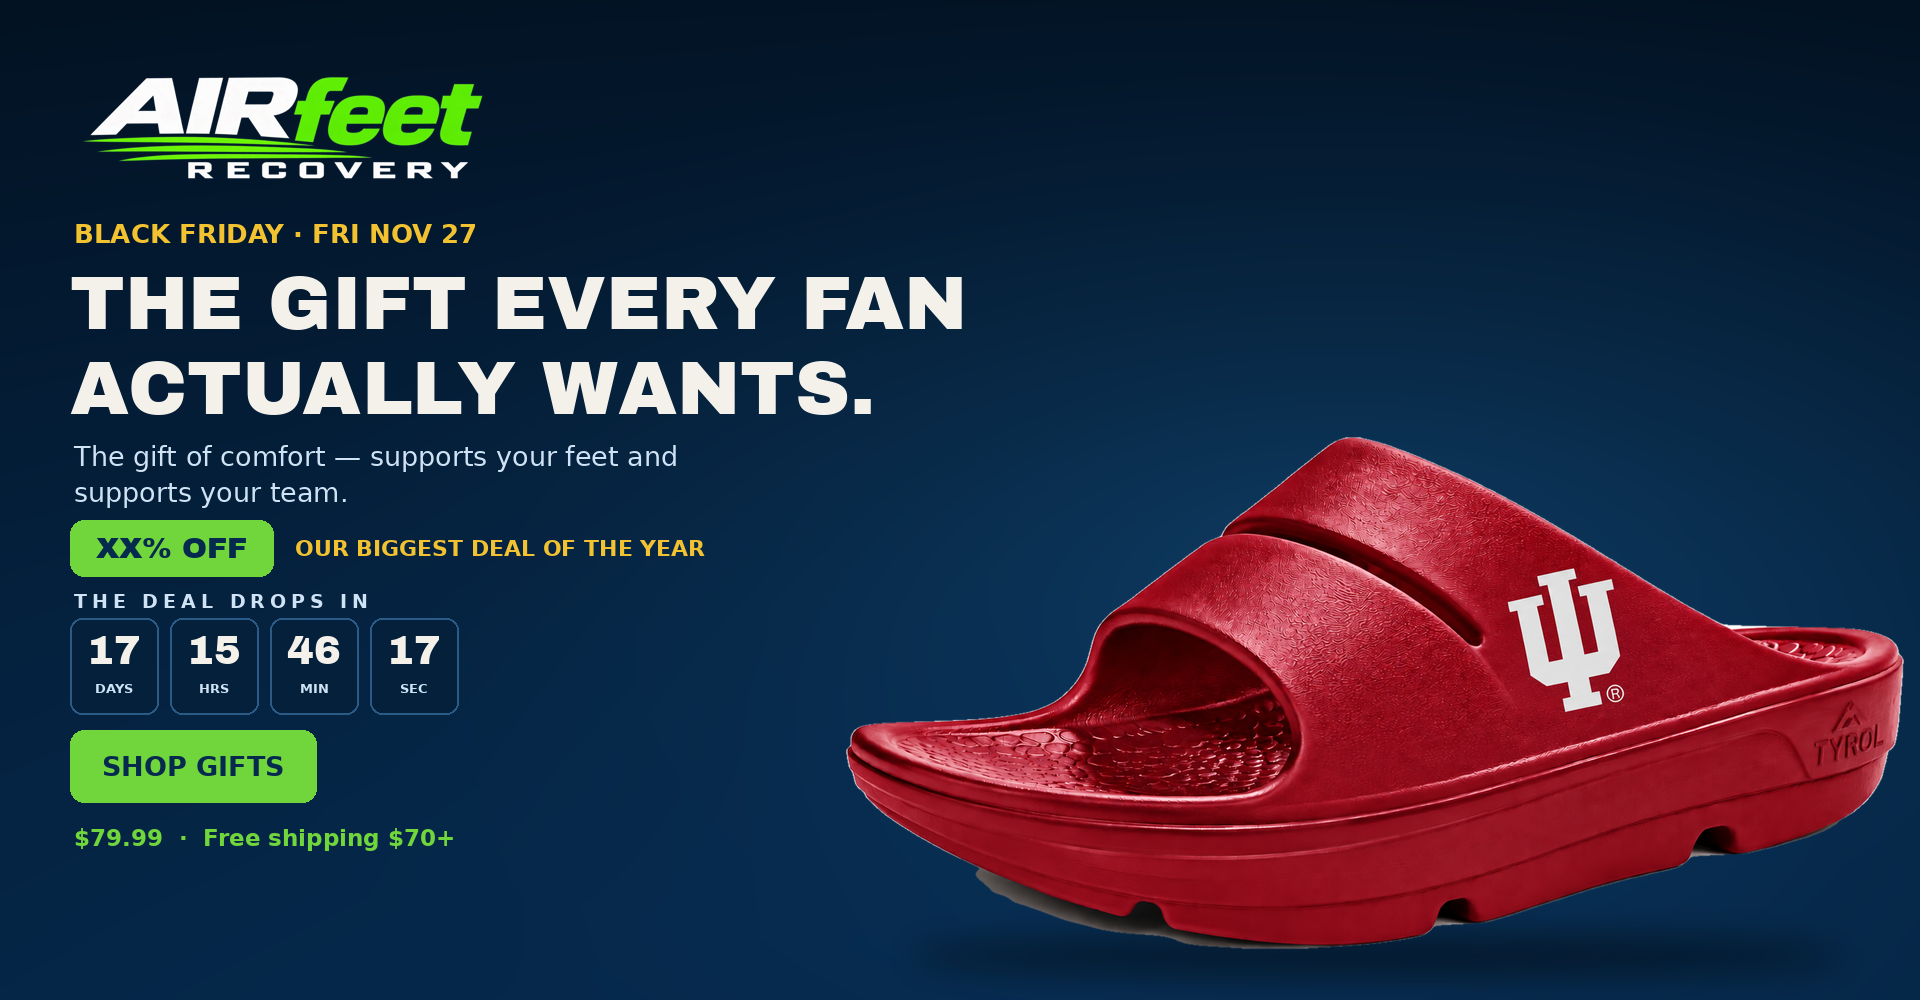 AIRfeet
RECOVERY
BLACK FRIDAY · FRI NOV 27
THE GIFT EVERY FAN
ACTUALLY WANTS.
The gift of comfort — supports your feet and
supports your team.
XX% OFF
OUR BIGGEST DEAL OF THE YEAR
THE DEAL DROPS IN
17 15 46 17
DAYS HRS MIN SEC
SHOP GIFTS
$79.99 · Free shipping $70+
IU®
TYROL